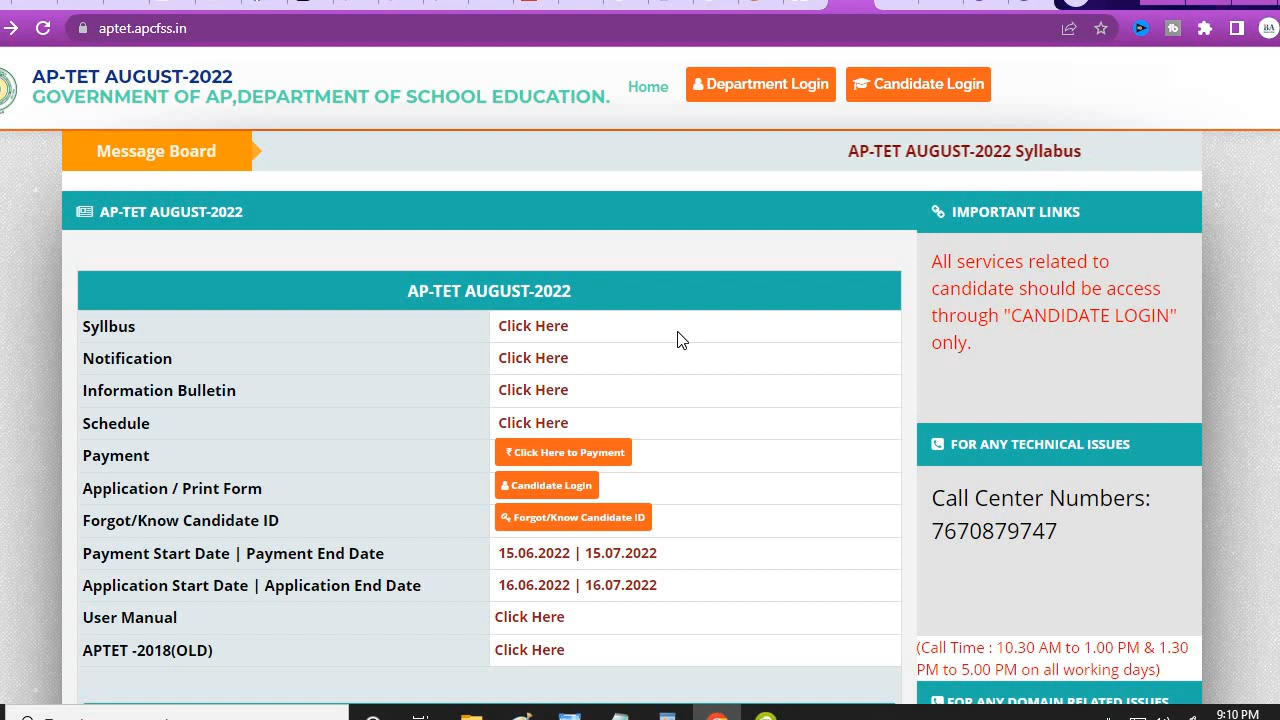 aptet.apcfss.in
BA
AP-TET AUGUST-2022
GOVERNMENT OF AP,DEPARTMENT OF SCHOOL EDUCATION.
Home
Department Login
Candidate Login
Message Board
AP-TET AUGUST-2022 Syllabus
AP-TET AUGUST-2022
AP-TET AUGUST-2022
Syllbus Click Here
Notification Click Here
Information Bulletin Click Here
Schedule Click Here
Payment ₹ Click Here to Payment
Application / Print Form Candidate Login
Forgot/Know Candidate ID Forgot/Know Candidate ID
Payment Start Date | Payment End Date 15.06.2022 | 15.07.2022
Application Start Date | Application End Date 16.06.2022 | 16.07.2022
User Manual Click Here
APTET -2018(OLD) Click Here
IMPORTANT LINKS
All services related to
candidate should be access
through "CANDIDATE LOGIN"
only.
FOR ANY TECHNICAL ISSUES
Call Center Numbers:
7670879747
(Call Time : 10.30 AM to 1.00 PM & 1.30
PM to 5.00 PM on all working days)
FOR ANY DOMAIN RELATED ISSUES
9:10 PM